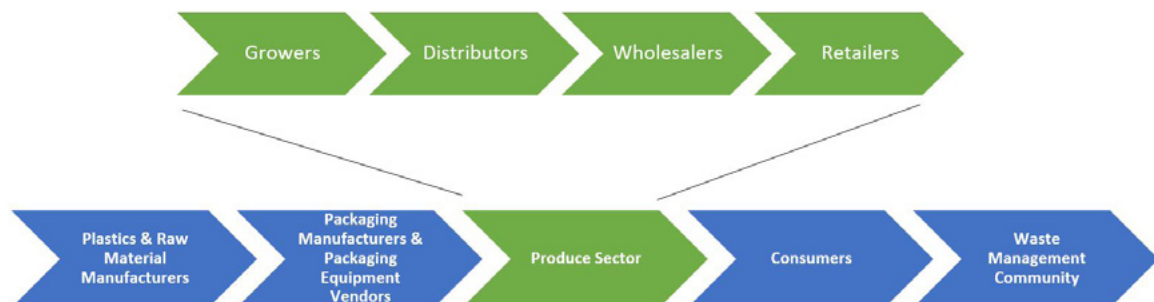 Growers
Distributors
Wholesalers
Retailers
Plastics & Raw
Material
Manufacturers
Packaging
Manufacturers &
Packaging
Equipment
Vendors
Produce Sector
Consumers
Waste
Management
Community